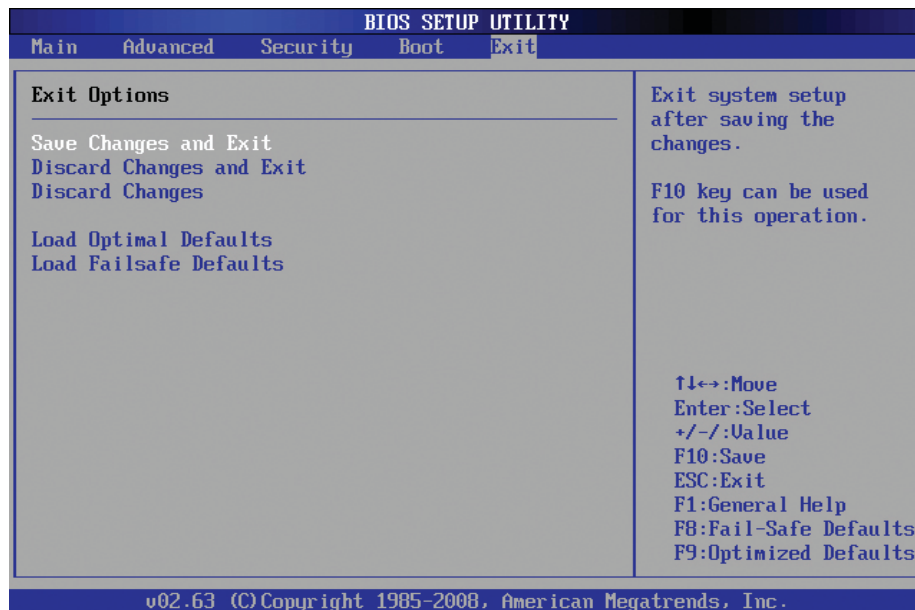 BIOS SETUP UTILITY
Main Advanced Security Boot Exit
Exit Options
Save Changes and Exit
Discard Changes and Exit
Discard Changes
Load Optimal Defaults
Load Failsafe Defaults
Exit system setup
after saving the
changes.
F10 key can be used
for this operation.
↑↓←→:Move
Enter:Select
+/-/:Value
F10:Save
ESC:Exit
F1:General Help
F8:Fail-Safe Defaults
F9:Optimized Defaults
v02.63 (C)Copyright 1985-2008, American Megatrends, Inc.